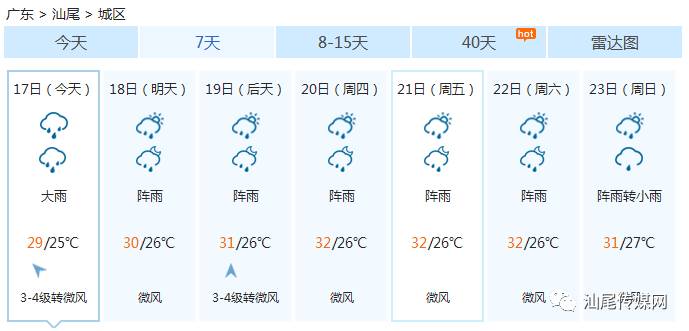 广东 > 汕尾 > 城区
今天 7天 8-15天 40天 hot 雷达图
17日（今天） 18日（明天） 19日（后天） 20日（周四） 21日（周五） 22日（周六） 23日（周日）
大雨 阵雨 阵雨 阵雨 阵雨 阵雨 阵雨转小雨
29/25℃ 30/26℃ 31/26℃ 32/26℃ 32/26℃ 32/26℃ 31/27℃
3-4级转微风 微风 3-4级转微风 微风 微风 微风
汕尾传媒网